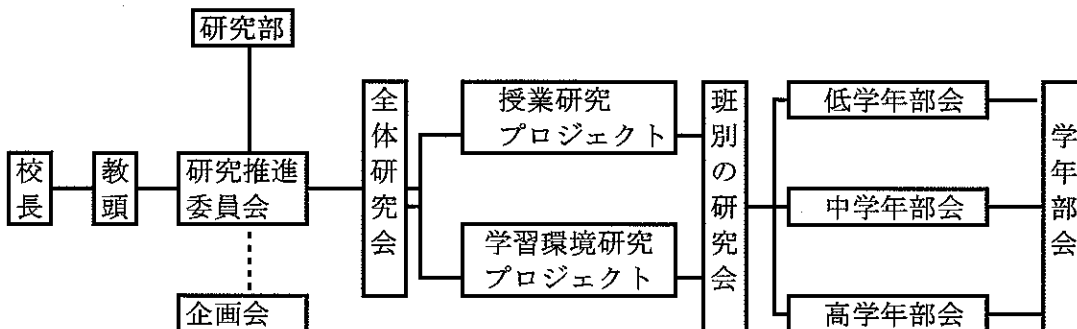 研究部
校長
教頭
研究推進
委員会
企画会
全体研究会
授業研究
プロジェクト
学習環境研究
プロジェクト
班別の研究会
低学年部会
中学年部会
高学年部会
学年部会